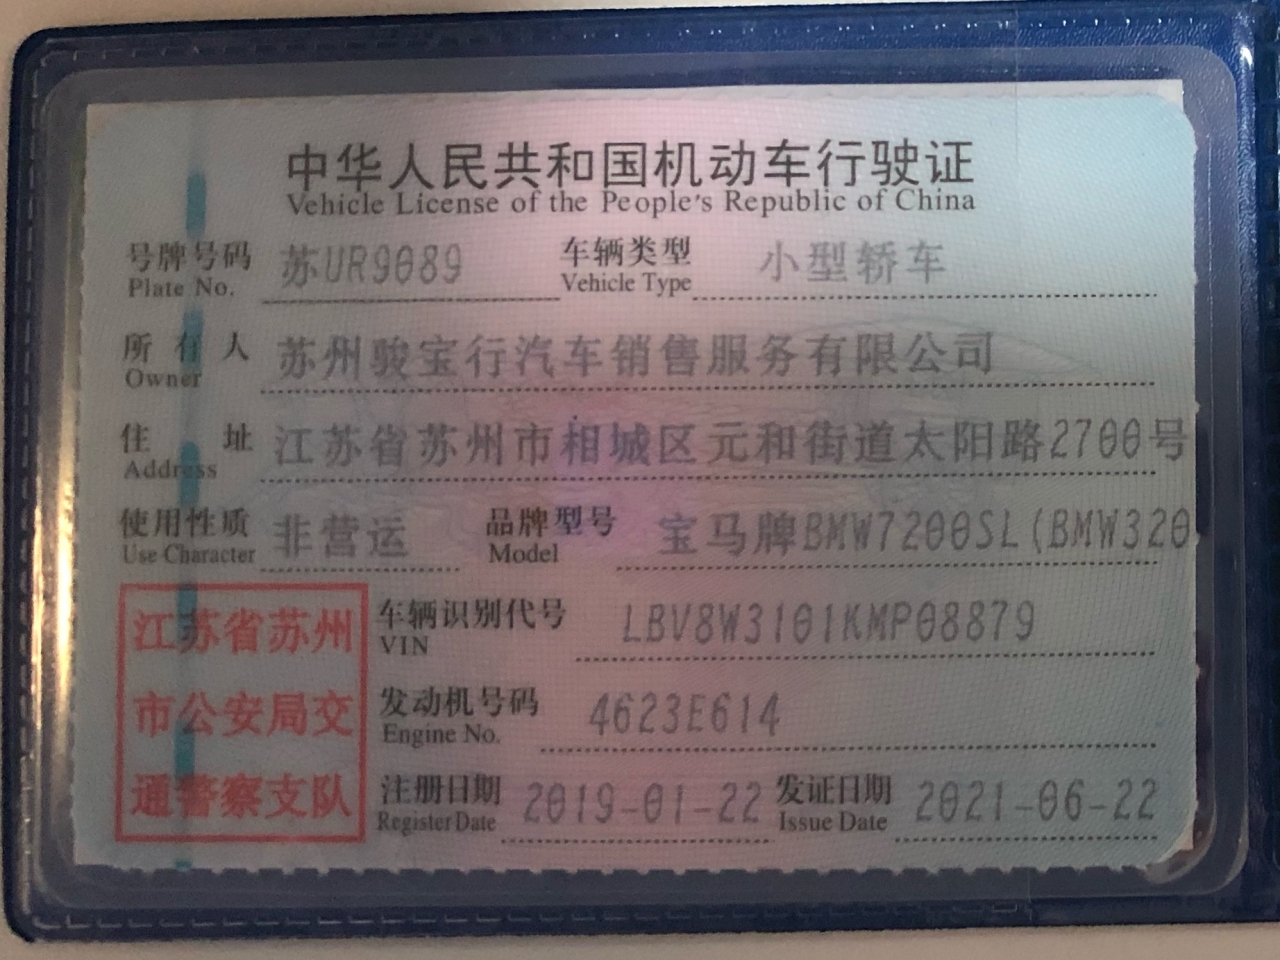 中华人民共和国机动车行驶证
Vehicle License of the People's Republic of China
号牌号码 苏UR9089 车辆类型 小型轿车
Plate No. Vehicle Type
所有人 苏州骏宝行汽车销售服务有限公司
Owner
住址 江苏省苏州市相城区元和街道太阳路2700号
Address
使用性质 非营运 品牌型号 宝马牌BMW7200SL(BMW320
Use Character Model
江苏省苏州
市公安局交
通警察支队
车辆识别代号 LBV8W3101KMP08879
VIN
发动机号码 4623E614
Engine No.
注册日期 2019-01-22 发证日期 2021-06-22
Register Date Issue Date